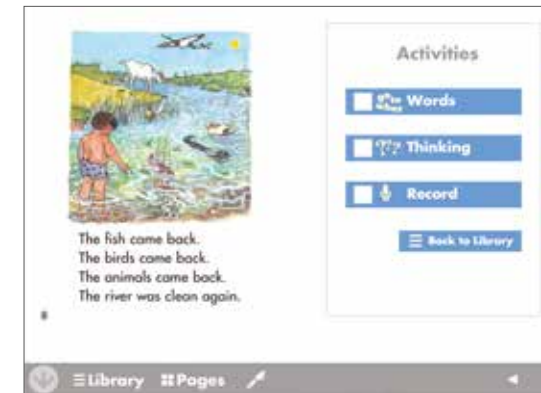 The fish came back.
The birds came back.
The animals came back.
The river was clean again.
8
Activities
Words
Thinking
Record
Back to Library
Library
Pages